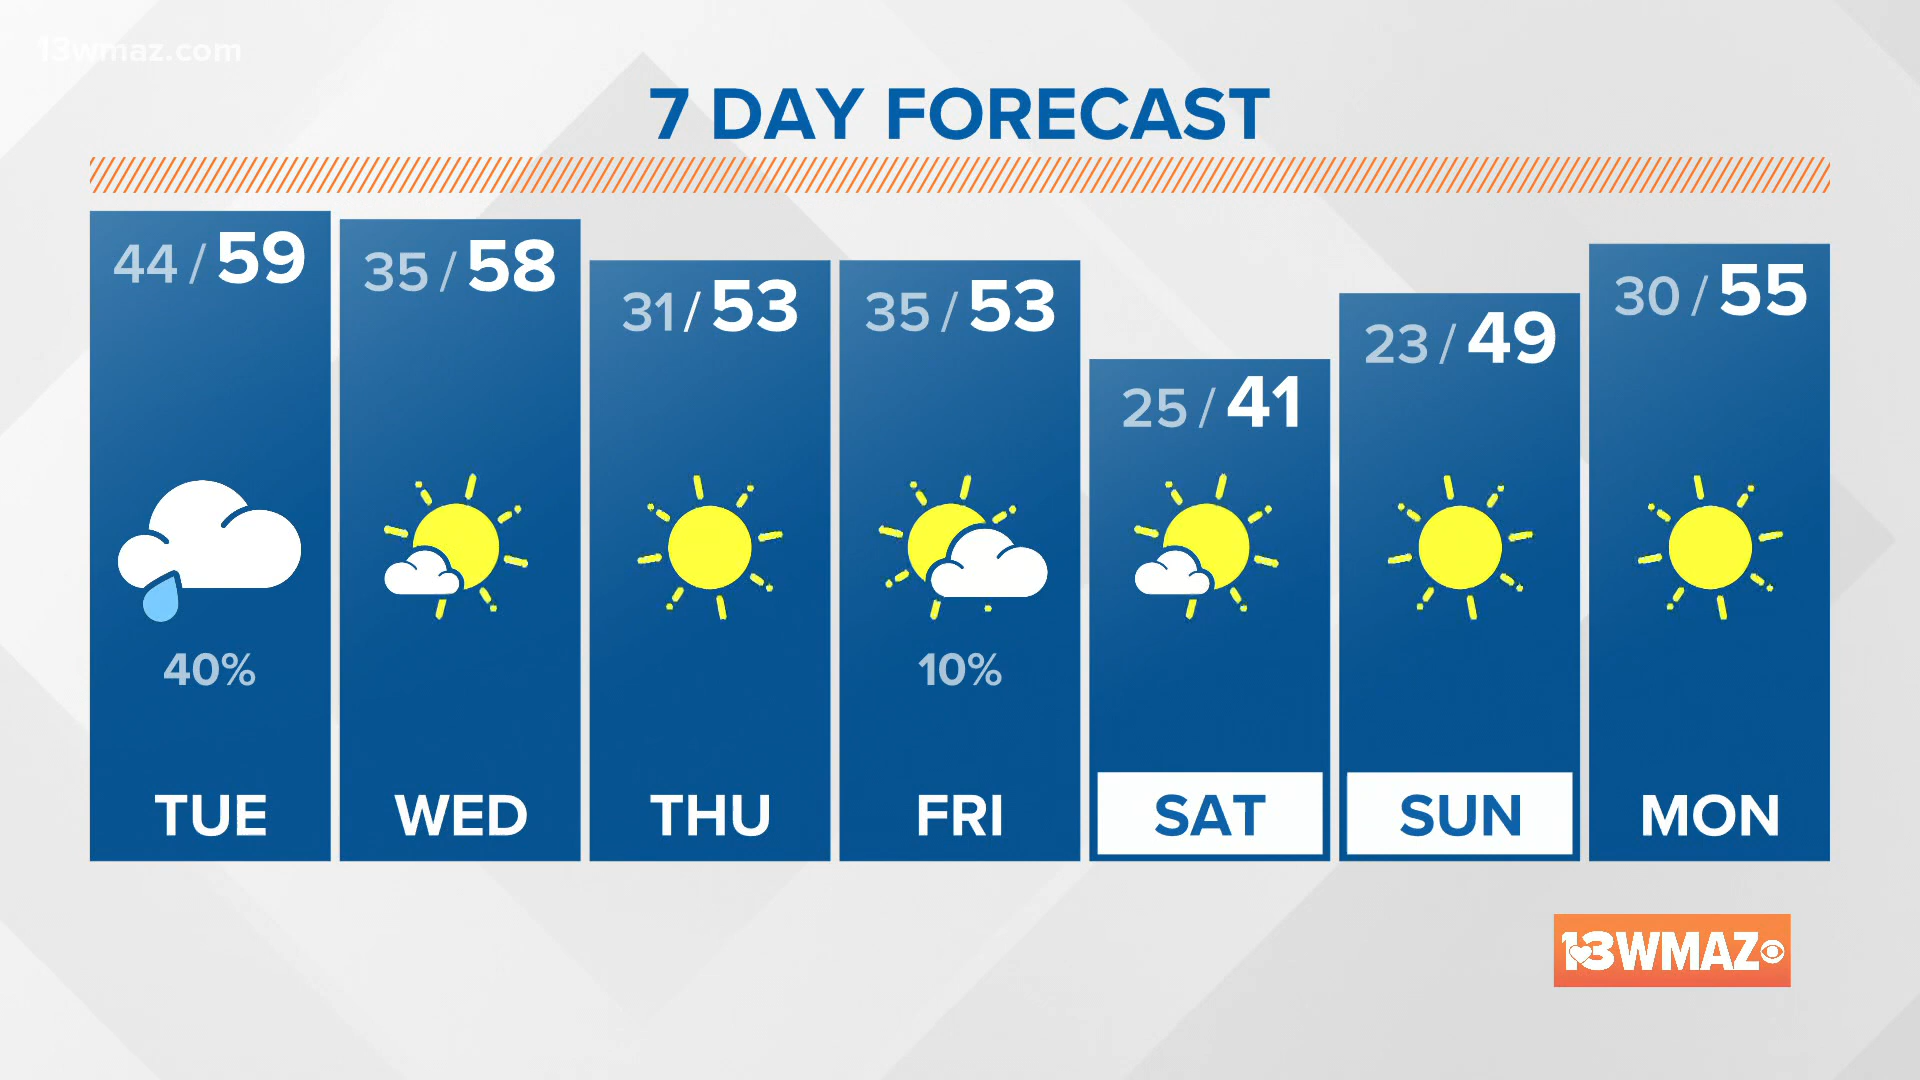 13wmaz.com
7 DAY FORECAST
44 / 59
35 / 58
31 / 53
35 / 53
25 / 41
23 / 49
30 / 55
40%
10%
TUE
WED
THU
FRI
SAT
SUN
MON
13WMAZ